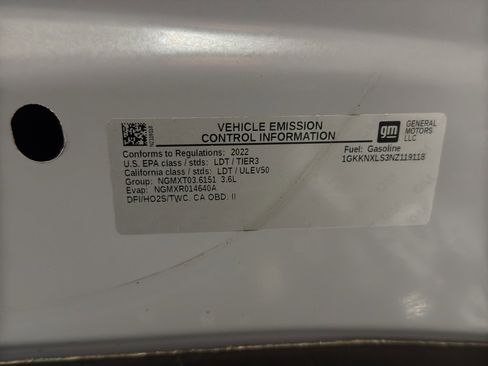 VEHICLE EMISSION
CONTROL INFORMATION
gm
GENERAL
MOTORS
LLC
Conforms to Regulations: 2022
U.S. EPA class / stds: LDT / TIER3
California class / stds: LDT / ULEV50
Group: NGMXT03.6151 3.6L
Evap: NGMXR014640A
DFI/HO2S/TWC, CA OBD: II
Fuel: Gasoline
1GKKNXLS3NZ119118